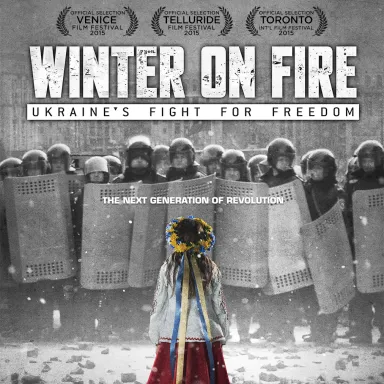 OFFICIAL SELECTION
VENICE
FILM FESTIVAL
2015
OFFICIAL SELECTION
TELLURIDE
FILM FESTIVAL
2015
OFFICIAL SELECTION
TORONTO
INT'L FILM FESTIVAL
2015
WINTER ON FIRE
UKRAINE'S FIGHT FOR FREEDOM
THE NEXT GENERATION OF REVOLUTION